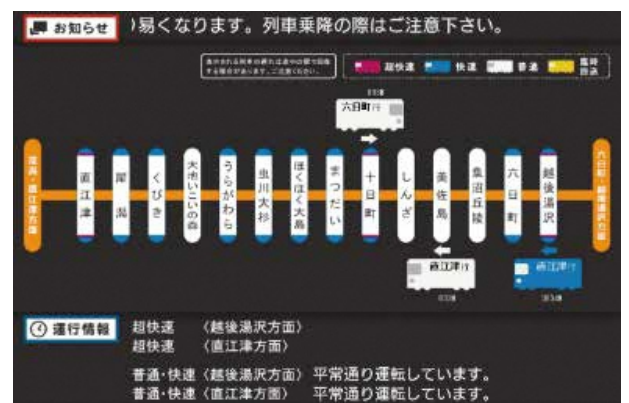 お知らせ
り易くなります。列車乗降の際はご注意下さい。
超快速 快速 普通 臨時回送
六日町行
犀潟・直江津方面
直江津
犀潟
くびき
大池いこいの森
うらがわら
虫川大杉
ほくほく大島
まつだい
十日町
しんざ
美佐島
魚沼丘陵
六日町
越後湯沢
六日町・越後湯沢方面
直江津行
直江津行
運行情報
超快速 〈越後湯沢方面〉
超快速 〈直江津方面〉
普通・快速〈越後湯沢方面〉平常通り運転しています。
普通・快速〈直江津方面〉 平常通り運転しています。